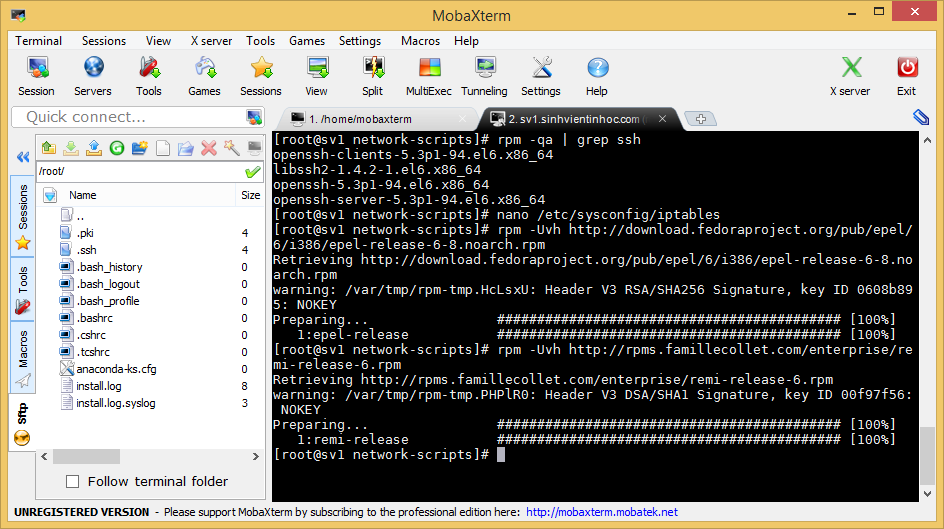 MobaXterm
Terminal Sessions View X server Tools Games Settings Macros Help
Session Servers Tools Games Sessions View Split MultiExec Tunneling Settings Help X server Exit
Quick connect...
1. /home/mobaxterm
2. sv1.sinhvientinhoc.com (
/root/
Name Size
..
.pki 4
.ssh 4
.bash_history 0
.bash_logout 0
.bash_profile 0
.bashrc 0
.cshrc 0
.tcshrc 0
anaconda-ks.cfg 0
install.log 8
install.log.syslog 3
Sessions
Tools
Macros
Sftp
Follow terminal folder
[root@sv1 network-scripts]# rpm -qa | grep ssh
openssh-clients-5.3p1-94.el6.x86_64
libssh2-1.4.2-1.el6.x86_64
openssh-5.3p1-94.el6.x86_64
openssh-server-5.3p1-94.el6.x86_64
[root@sv1 network-scripts]# nano /etc/sysconfig/iptables
[root@sv1 network-scripts]# rpm -Uvh http://download.fedoraproject.org/pub/epel/
6/i386/epel-release-6-8.noarch.rpm
Retrieving http://download.fedoraproject.org/pub/epel/6/i386/epel-release-6-8.no
arch.rpm
warning: /var/tmp/rpm-tmp.HcLsxU: Header V3 RSA/SHA256 Signature, key ID 0608b89
5: NOKEY
Preparing... ########################################### [100%]
1:epel-release ########################################### [100%]
[root@sv1 network-scripts]# rpm -Uvh http://rpms.famillecollet.com/enterprise/re
mi-release-6.rpm
Retrieving http://rpms.famillecollet.com/enterprise/remi-release-6.rpm
warning: /var/tmp/rpm-tmp.PHPlR0: Header V3 DSA/SHA1 Signature, key ID 00f97f56:
NOKEY
Preparing... ########################################### [100%]
1:remi-release ########################################### [100%]
[root@sv1 network-scripts]#
UNREGISTERED VERSION - Please support MobaXterm by subscribing to the professional edition here: http://mobaxterm.mobatek.net